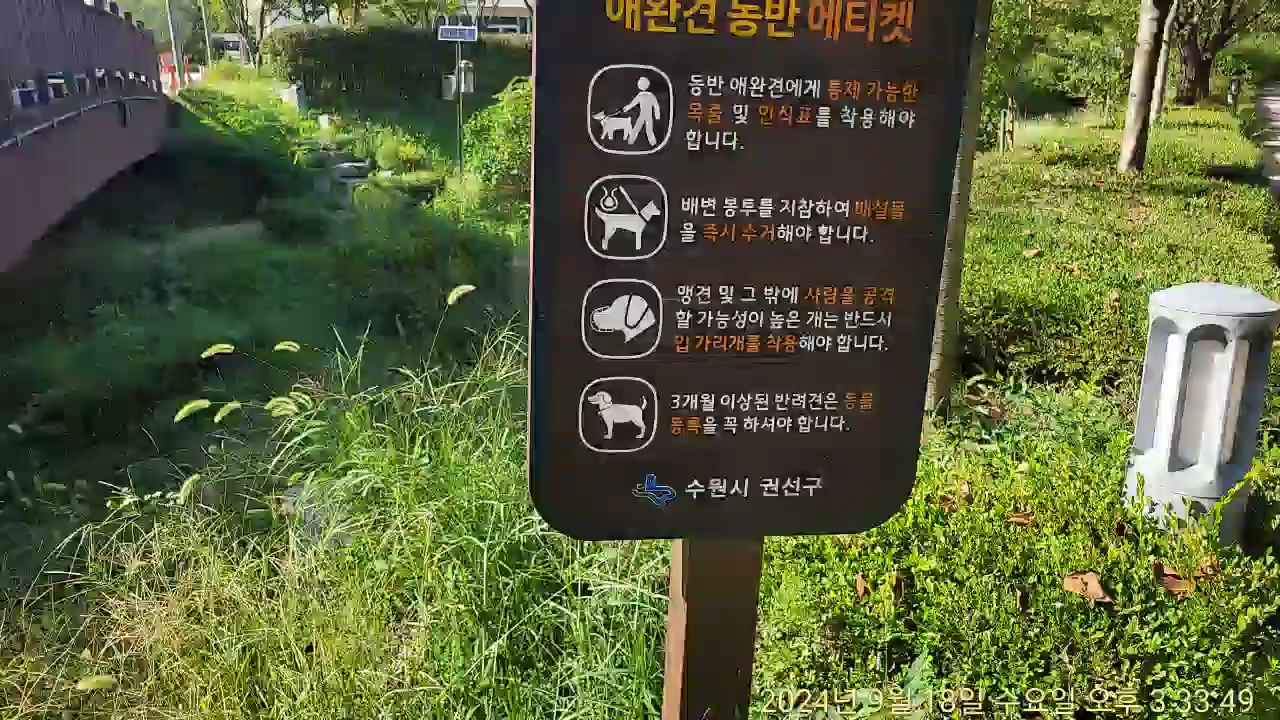 애완견 동반 에티켓
동반 애완견에게 통제 가능한
목줄 및 인식표를 착용해야
합니다.
배변 봉투를 지참하여 배설물
을 즉시 수거해야 합니다.
맹견 및 그 밖에 사람을 공격
할 가능성이 높은 개는 반드시
입 가리개를 착용해야 합니다.
3개월 이상된 반려견은 동물
등록을 꼭 하셔야 합니다.
수원시 권선구
2024년 9월 18일 수요일 오후 3:33:49